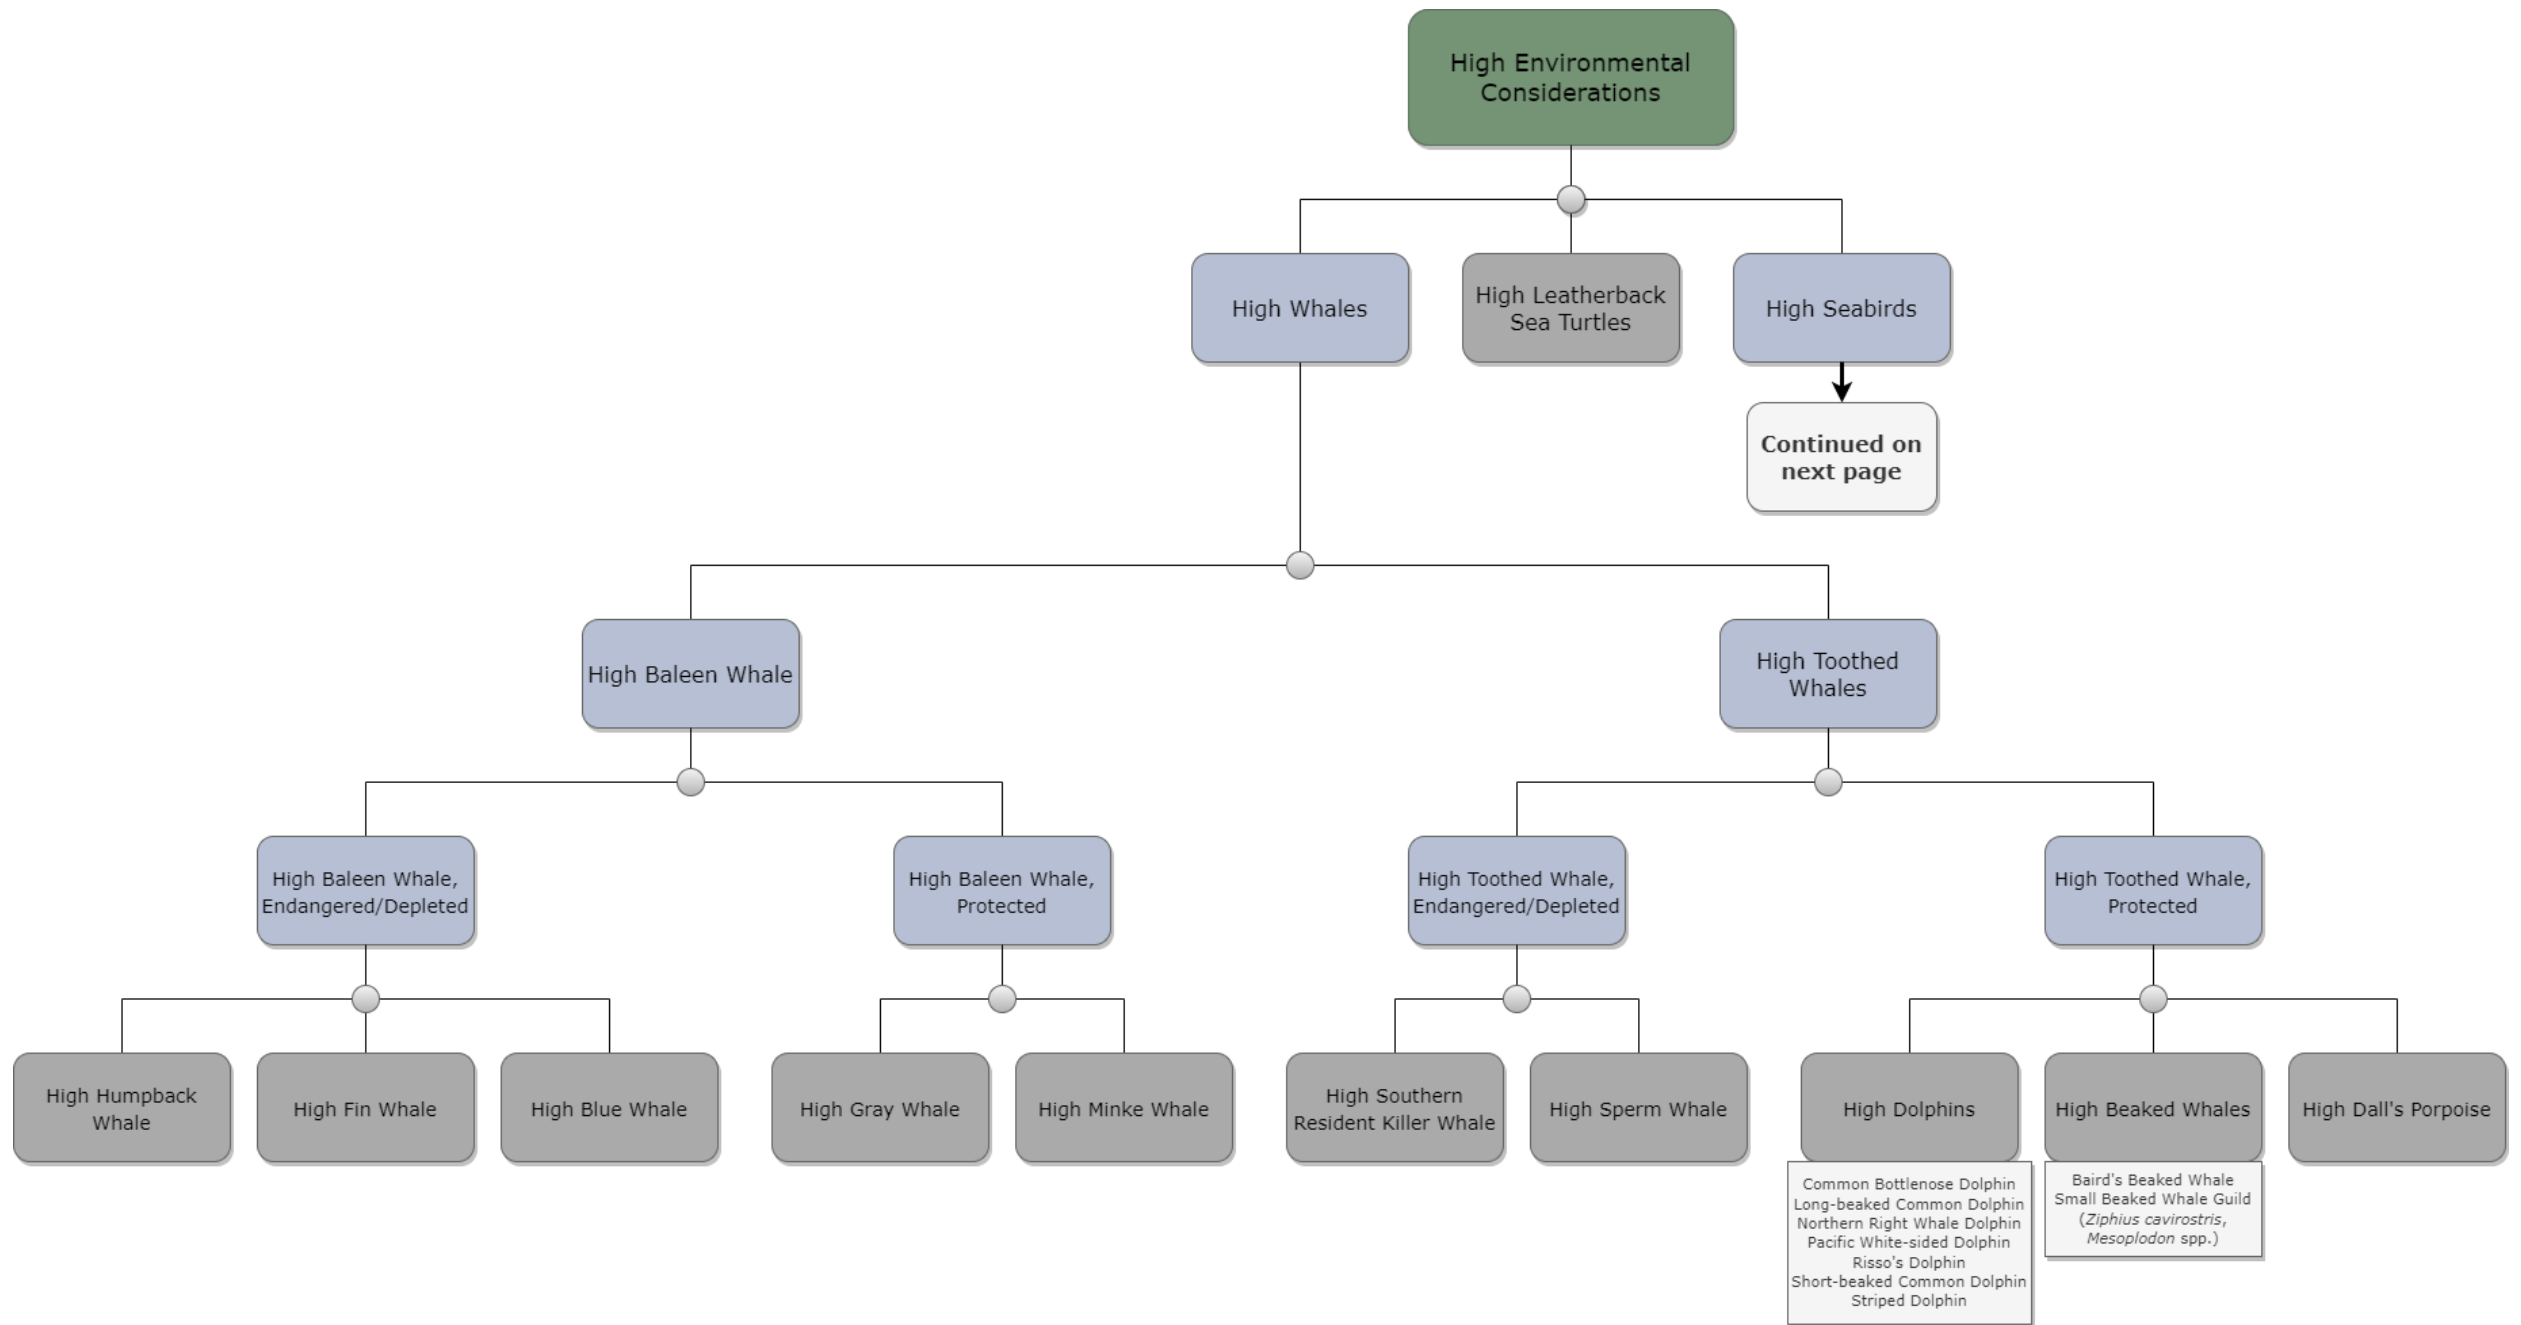 High Environmental
Considerations
High Whales
High Leatherback
Sea Turtles
High Seabirds
Continued on
next page
High Baleen Whale
High Toothed
Whales
High Baleen Whale,
Endangered/Depleted
High Baleen Whale,
Protected
High Toothed Whale,
Endangered/Depleted
High Toothed Whale,
Protected
High Humpback
Whale
High Fin Whale
High Blue Whale
High Gray Whale
High Minke Whale
High Southern
Resident Killer Whale
High Sperm Whale
High Dolphins
High Beaked Whales
High Dall's Porpoise
Common Bottlenose Dolphin
Long-beaked Common Dolphin
Northern Right Whale Dolphin
Pacific White-sided Dolphin
Risso's Dolphin
Short-beaked Common Dolphin
Striped Dolphin
Baird's Beaked Whale
Small Beaked Whale Guild
(Ziphius cavirostris,
Mesoplodon spp.)